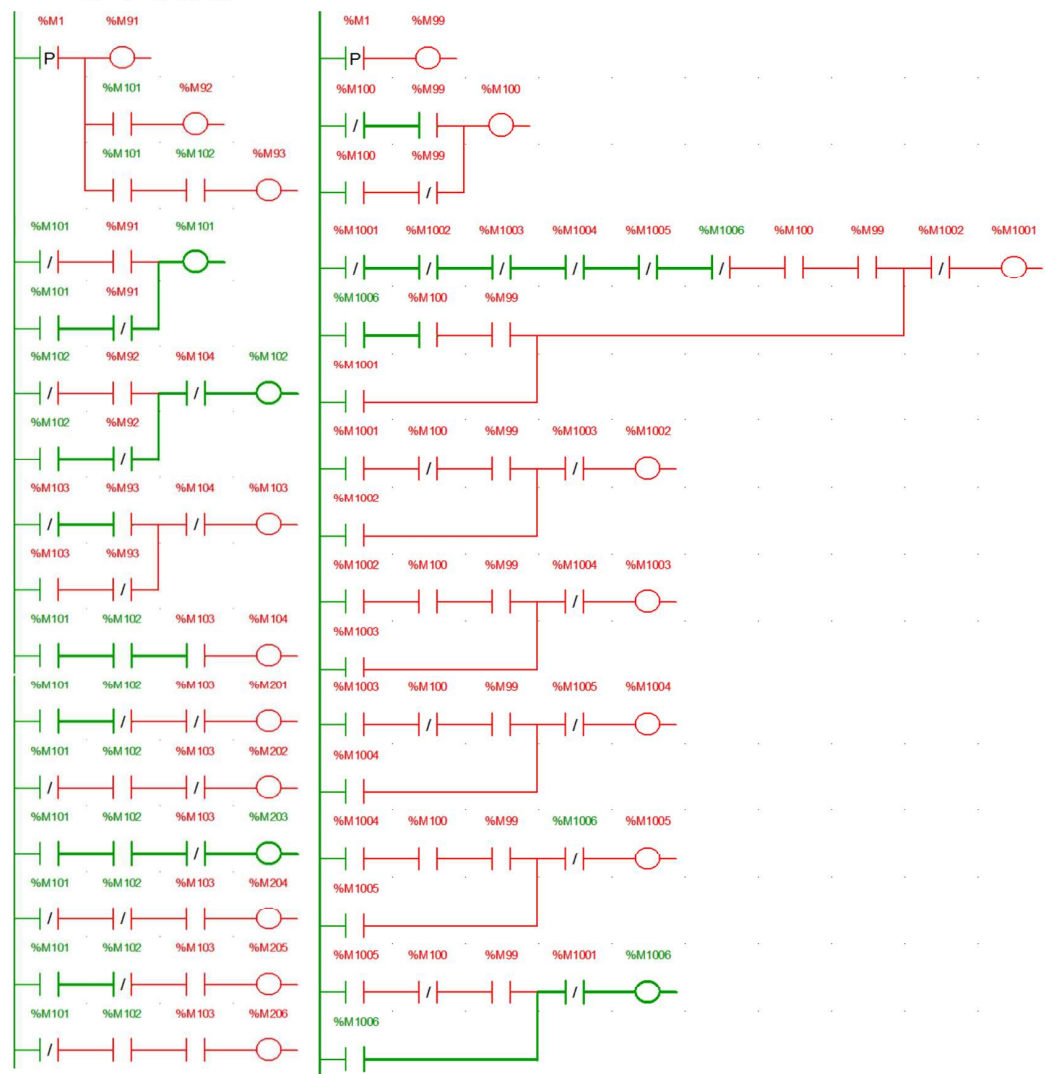 %M1 %M91
P
%M101 %M92
%M101 %M102 %M93
%M101 %M91 %M101
/
%M101 %M91
/
%M102 %M92 %M104 %M102
/ /
%M102 %M92
/
%M103 %M93 %M104 %M103
/ /
%M103 %M93
/
%M101 %M102 %M103 %M104
%M101 %M102 %M103 %M201
/ /
%M101 %M102 %M103 %M202
/ /
%M101 %M102 %M103 %M203
/
%M101 %M102 %M103 %M204
/ /
%M101 %M102 %M103 %M205
/
%M101 %M102 %M103 %M206
/
%M1 %M99
P
%M100 %M99 %M100
/
%M100 %M99
/
%M1001 %M1002 %M1003 %M1004 %M1005 %M1006 %M100 %M99 %M1002 %M1001
/ / / / / / /
%M1006 %M100 %M99
%M1001
%M1001 %M100 %M99 %M1003 %M1002
/ /
%M1002
%M1002 %M100 %M99 %M1004 %M1003
/
%M1003
%M1003 %M100 %M99 %M1005 %M1004
/ /
%M1004
%M1004 %M100 %M99 %M1006 %M1005
/
%M1005
%M1005 %M100 %M99 %M1001 %M1006
/ /
%M1006